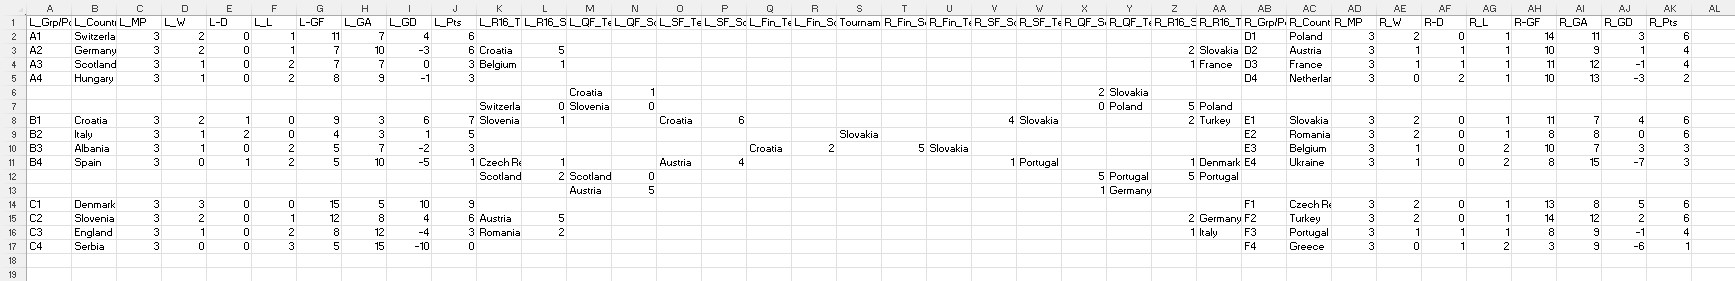 A B C D E F G H I J K L M N O P Q R S T U V W X Y Z AA AB AC AD AE AF AG AH AI AJ AK AL
1 L_Grp/Po L_Count L_MP L_W L-D L_L L-GF L_GA L_GD L_Pts L_R16_T L_R16_S L_QF_Te L_QF_Sc L_SF_Te L_SF_Sc L_Fin_Te L_Fin_Sc Tournam R_Fin_Sc R_Fin_Te R_SF_Sc R_SF_Te R_QF_Sc R_QF_Te R_R16_S R_R16_T R_Grp/Po R_Count R_MP R_W R-D R_L R-GF R_GA R_GD R_Pts
2 A1 Switzerla 3 2 0 1 11 7 4 6 D1 Poland 3 2 0 1 14 11 3 6
3 A2 Germany 3 2 0 1 7 10 -3 6 Croatia 5 2 Slovakia D2 Austria 3 1 1 1 10 9 1 4
4 A3 Scotland 3 1 0 2 7 7 0 3 Belgium 1 1 France D3 France 3 1 1 1 11 12 -1 4
5 A4 Hungary 3 1 0 2 8 9 -1 3 D4 Netherlar 3 0 2 1 10 13 -3 2
6 Croatia 1 2 Slovakia
7 Switzerla 0 Slovenia 0 0 Poland 5 Poland
8 B1 Croatia 3 2 1 0 9 3 6 7 Slovenia 1 Croatia 6 4 Slovakia 2 Turkey E1 Slovakia 3 2 0 1 11 7 4 6
9 B2 Italy 3 1 2 0 4 3 1 5 Slovakia E2 Romania 3 2 0 1 8 8 0 6
10 B3 Albania 3 1 0 2 5 7 -2 3 Croatia 2 5 Slovakia E3 Belgium 3 1 0 2 10 7 3 3
11 B4 Spain 3 0 1 2 5 10 -5 1 Czech Re 1 Austria 4 1 Portugal 1 Denmark E4 Ukraine 3 1 0 2 8 15 -7 3
12 Scotland 2 Scotland 0 5 Portugal 5 Portugal
13 Austria 5 1 Germany
14 C1 Denmark 3 3 0 0 15 5 10 9 F1 Czech Re 3 2 0 1 13 8 5 6
15 C2 Slovenia 3 2 0 1 12 8 4 6 Austria 5 2 Germany F2 Turkey 3 2 0 1 14 12 2 6
16 C3 England 3 1 0 2 8 12 -4 3 Romania 2 1 Italy F3 Portugal 3 1 1 1 8 9 -1 4
17 C4 Serbia 3 0 0 3 5 15 -10 0 F4 Greece 3 0 1 2 3 9 -6 1
18
19